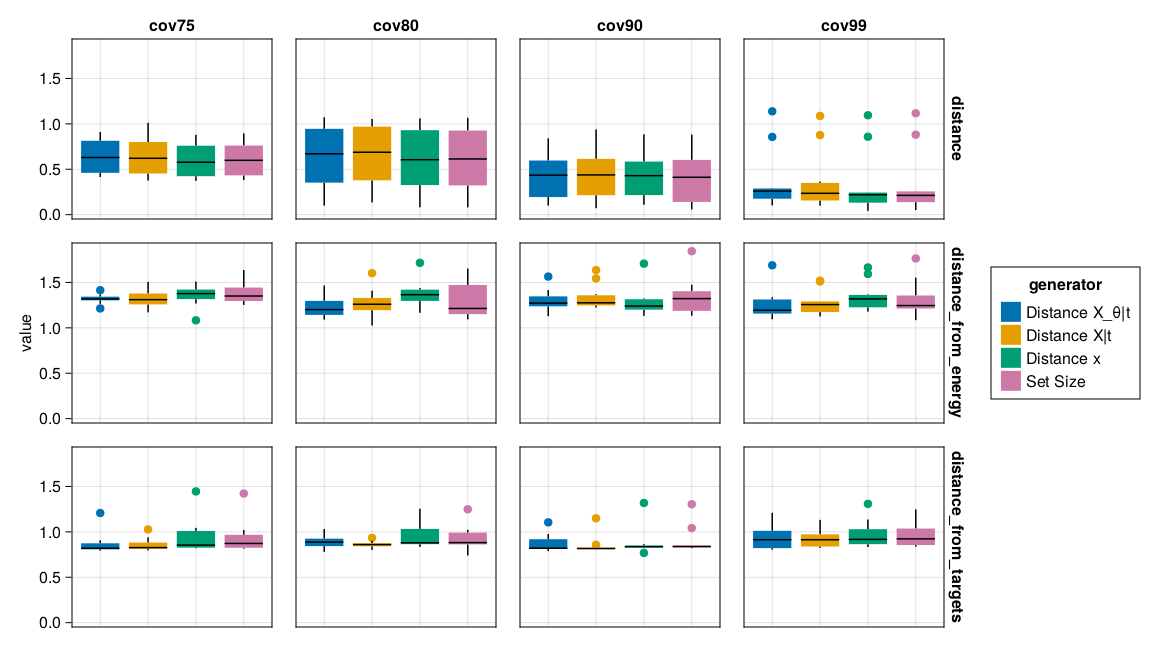 cov75 cov80 cov90 cov99
1.5
1.0
0.5
0.0
distance
1.5
1.0
0.5
0.0
distance_from_energy
value
1.5
1.0
0.5
0.0
distance_from_targets
generator
Distance X_θ|t
Distance X|t
Distance x
Set Size